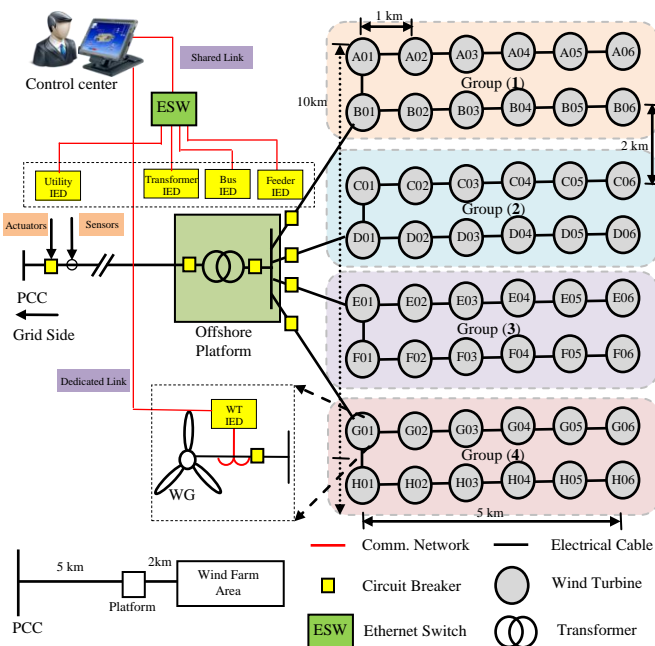 1 km
A01 A02 A03 A04 A05 A06
Control center
Shared Link
ESW
10km
Group (1)
B01 B02 B03 B04 B05 B06
2 km
Utility
IED
Transformer
IED
Bus
IED
Feeder
IED
C01 C02 C03 C04 C05 C06
Group (2)
D01 D02 D03 D04 D05 D06
Actuators
Sensors
PCC
Grid Side
Offshore
Platform
E01 E02 E03 E04 E05 E06
Group (3)
F01 F02 F03 F04 F05 F06
Dedicated Link
WT
IED
WG
G01 G02 G03 G04 G05 G06
Group (4)
H01 H02 H03 H04 H05 H06
5 km
5 km
2km
Wind Farm
Area
Platform
PCC
Comm. Network
Electrical Cable
Circuit Breaker
Wind Turbine
ESW
Ethernet Switch
Transformer